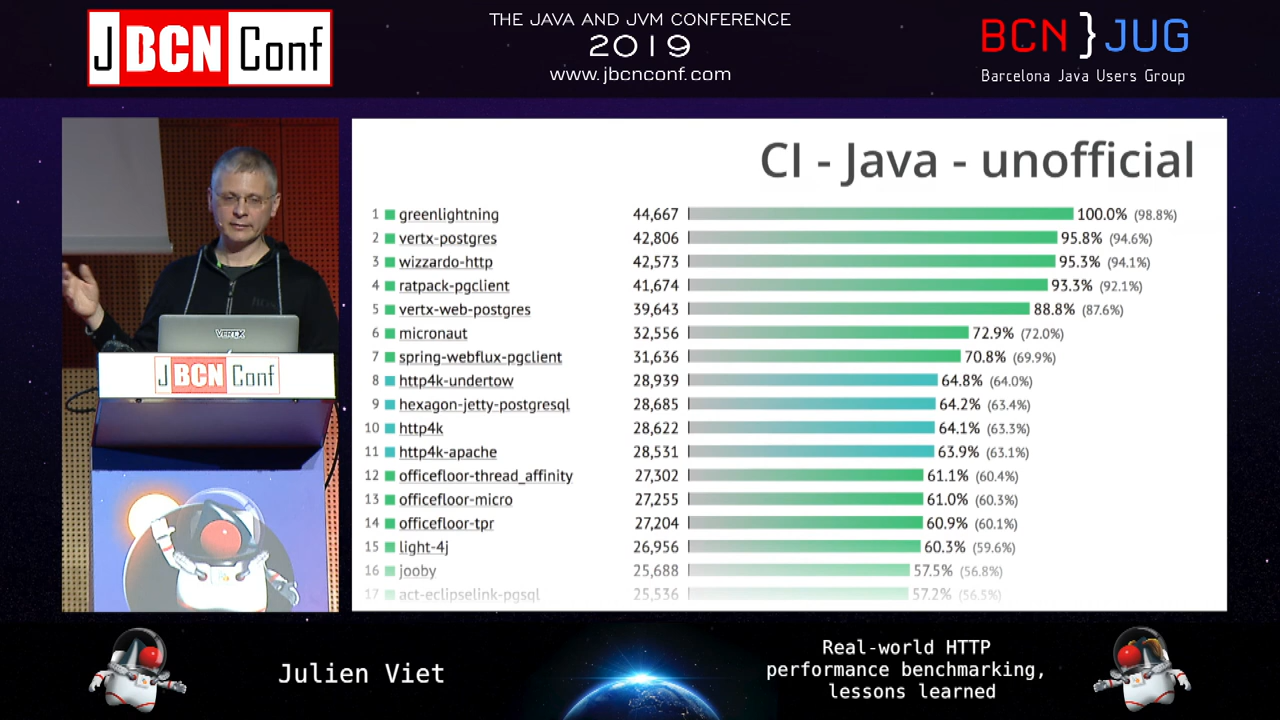 JBCNConf
THE JAVA AND JVM CONFERENCE
2019
www.jbcnconf.com
BCN}JUG
Barcelona Java Users Group
VERT.X
JBCNConf
CI - Java - unofficial
1 greenlightning 44,667 100.0% (98.8%)
2 vertx-postgres 42,806 95.8% (94.6%)
3 wizzardo-http 42,573 95.3% (94.1%)
4 ratpack-pgclient 41,674 93.3% (92.1%)
5 vertx-web-postgres 39,643 88.8% (87.6%)
6 micronaut 32,556 72.9% (72.0%)
7 spring-webflux-pgclient 31,636 70.8% (69.9%)
8 http4k-undertow 28,939 64.8% (64.0%)
9 hexagon-jetty-postgresql 28,685 64.2% (63.4%)
10 http4k 28,622 64.1% (63.3%)
11 http4k-apache 28,531 63.9% (63.1%)
12 officefloor-thread_affinity 27,302 61.1% (60.4%)
13 officefloor-micro 27,255 61.0% (60.3%)
14 officefloor-tpr 27,204 60.9% (60.1%)
15 light-4j 26,956 60.3% (59.6%)
16 jooby 25,688 57.5% (56.8%)
17 act-eclipselink-pgsql 25,536 57.2% (56.5%)
Julien Viet
Real-world HTTP
performance benchmarking,
lessons learned